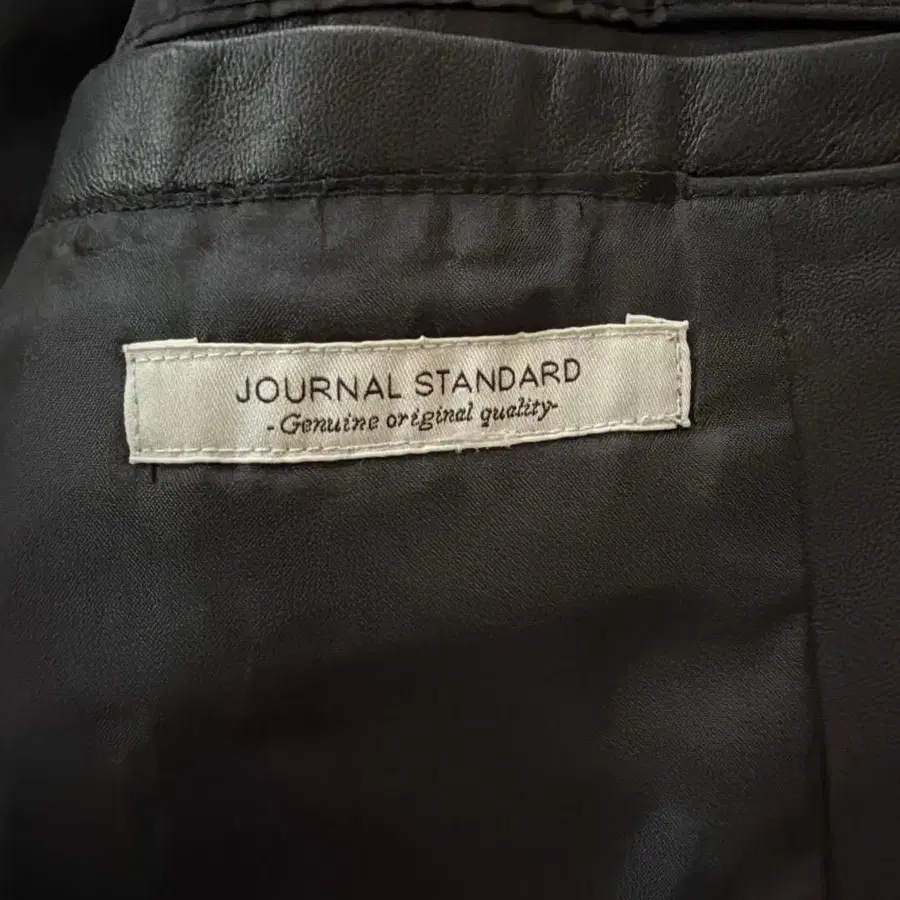 JOURNAL STANDARD
-Genuine original quality-